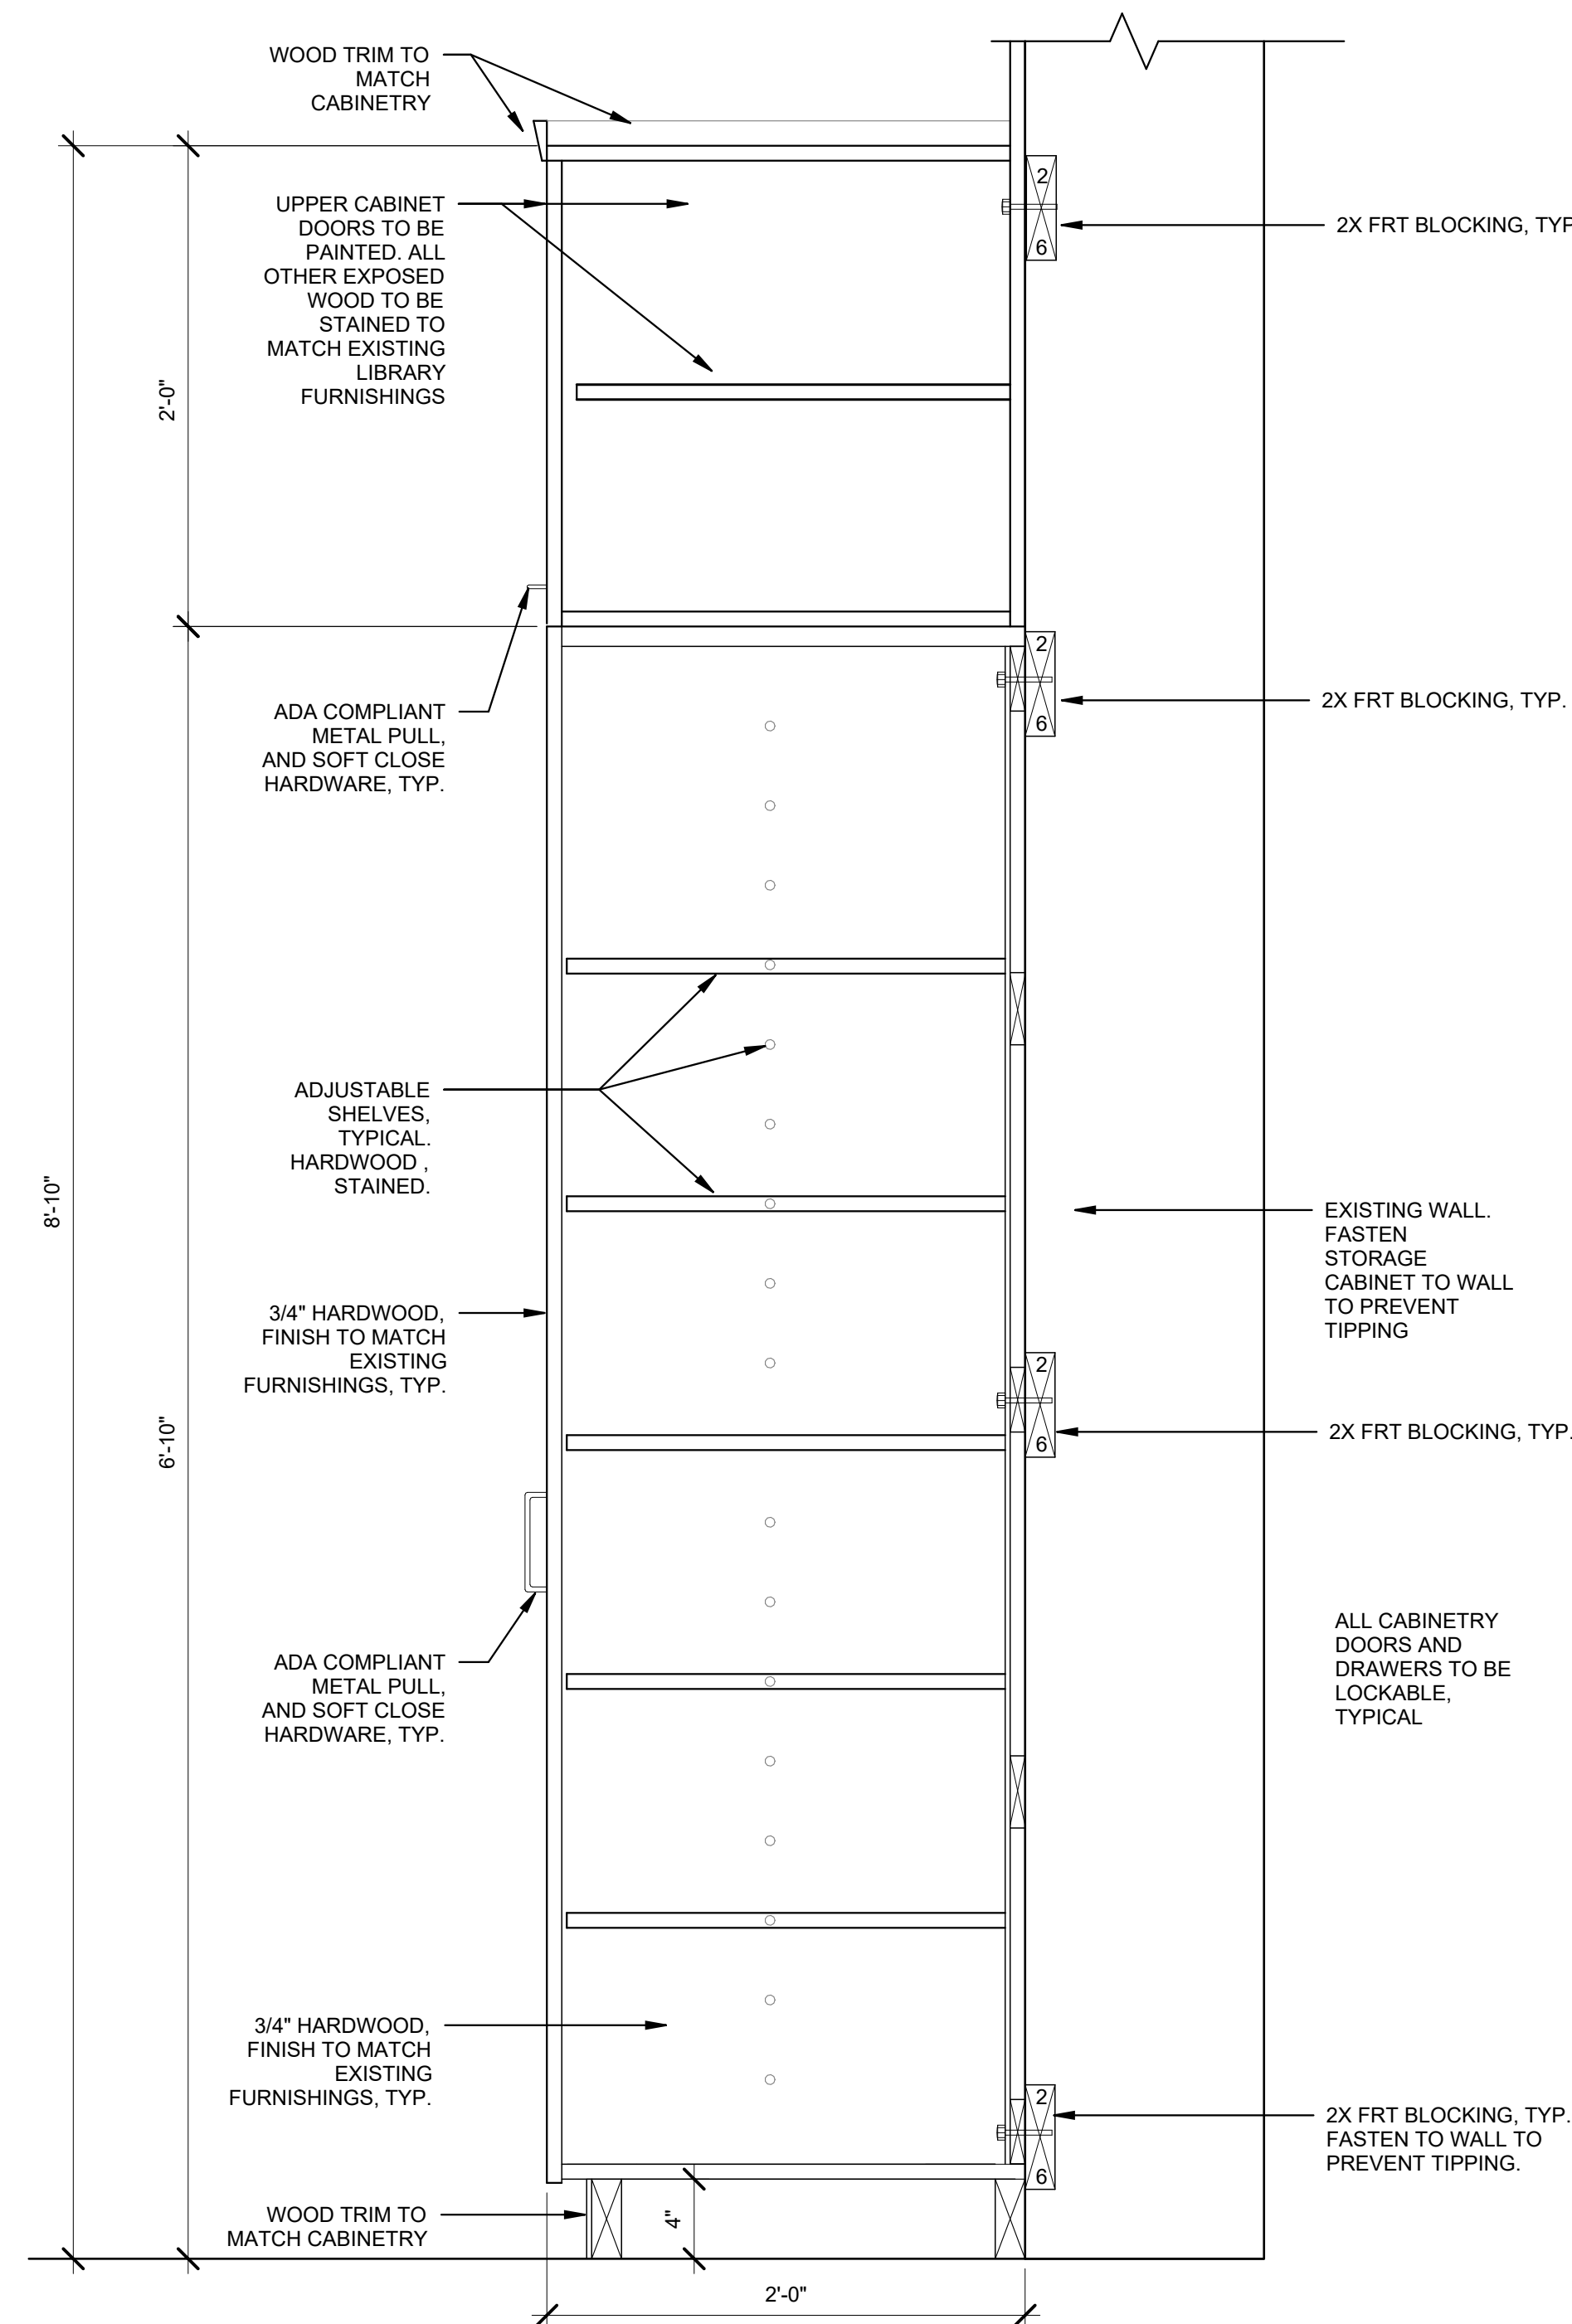 WOOD TRIM TO
MATCH
CABINETRY
2
6
2X FRT BLOCKING, TYP
UPPER CABINET
DOORS TO BE
PAINTED. ALL
OTHER EXPOSED
WOOD TO BE
STAINED TO
MATCH EXISTING
LIBRARY
FURNISHINGS
2'-0"
2
6
2X FRT BLOCKING, TYP.
ADA COMPLIANT
METAL PULL,
AND SOFT CLOSE
HARDWARE, TYP.
ADJUSTABLE
SHELVES,
TYPICAL.
HARDWOOD ,
STAINED.
8'-10"
EXISTING WALL.
FASTEN
STORAGE
CABINET TO WALL
TO PREVENT
TIPPING
3/4" HARDWOOD,
FINISH TO MATCH
EXISTING
FURNISHINGS, TYP.
2
6
2X FRT BLOCKING, TYP.
6'-10"
ALL CABINETRY
DOORS AND
DRAWERS TO BE
LOCKABLE,
TYPICAL
ADA COMPLIANT
METAL PULL,
AND SOFT CLOSE
HARDWARE, TYP.
3/4" HARDWOOD,
FINISH TO MATCH
EXISTING
FURNISHINGS, TYP.
2
6
2X FRT BLOCKING, TYP.
FASTEN TO WALL TO
PREVENT TIPPING.
WOOD TRIM TO
MATCH CABINETRY
4"
2'-0"